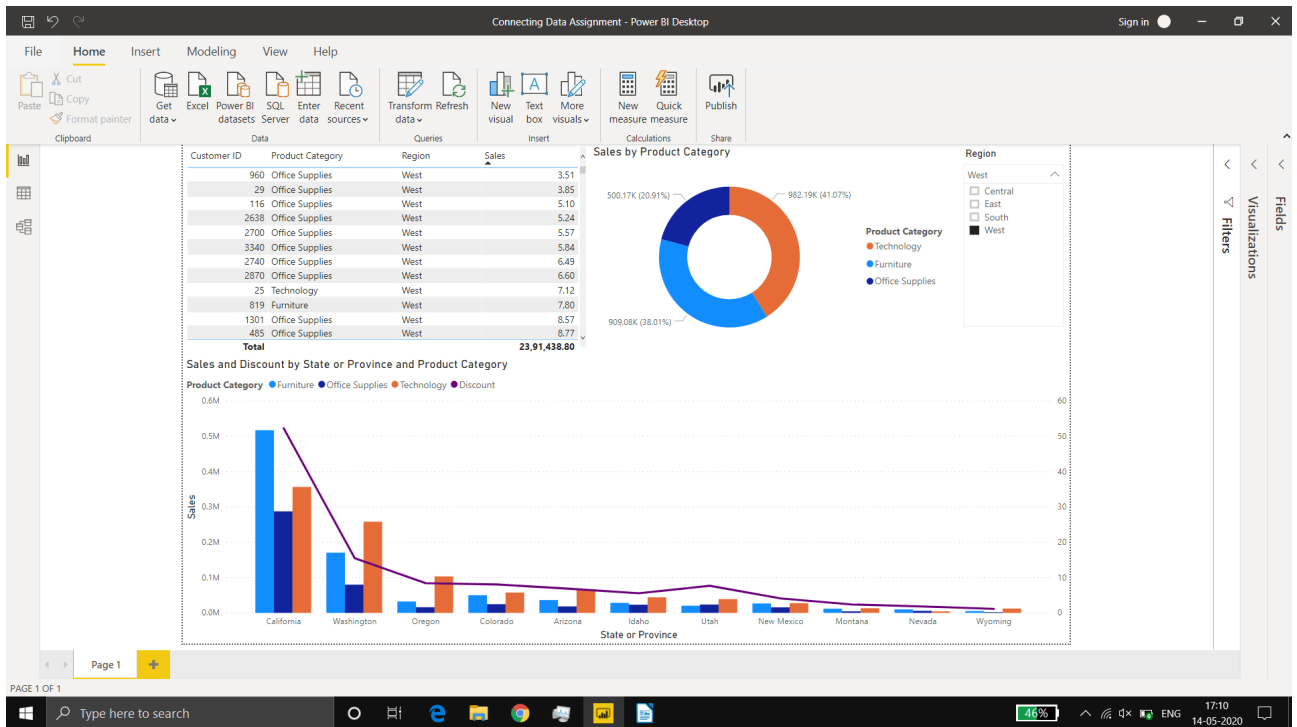 Connecting Data Assignment - Power BI Desktop
Sign in
File Home Insert Modeling View Help
Paste
Cut
Copy
Format painter
Get data
Excel
Power BI datasets
SQL Server
Enter data
Recent sources
Transform data
Refresh
New visual
Text box
More visuals
New measure
Quick measure
Publish
Clipboard Data Queries Insert Calculations Share
Customer ID Product Category Region Sales
960 Office Supplies West 3.51
29 Office Supplies West 3.85
116 Office Supplies West 5.10
2638 Office Supplies West 5.24
2700 Office Supplies West 5.57
3340 Office Supplies West 5.84
2740 Office Supplies West 6.49
2870 Office Supplies West 6.60
25 Technology West 7.12
819 Furniture West 7.80
1301 Office Supplies West 8.57
485 Office Supplies West 8.77
Total 23,91,438.80
Sales by Product Category
500.17K (20.91%)
982.19K (41.07%)
909.08K (38.01%)
Product Category
Technology
Furniture
Office Supplies
Region
West
Central
East
South
West
Filters
Visualizations
Fields
Sales and Discount by State or Province and Product Category
Product Category Furniture Office Supplies Technology Discount
0.6M 60
0.5M 50
0.4M 40
0.3M 30
0.2M 20
0.1M 10
0.0M 0
Sales
California Washington Oregon Colorado Arizona Idaho Utah New Mexico Montana Nevada Wyoming
State or Province
Page 1
PAGE 1 OF 1
Type here to search
46%
ENG
17:10
14-05-2020